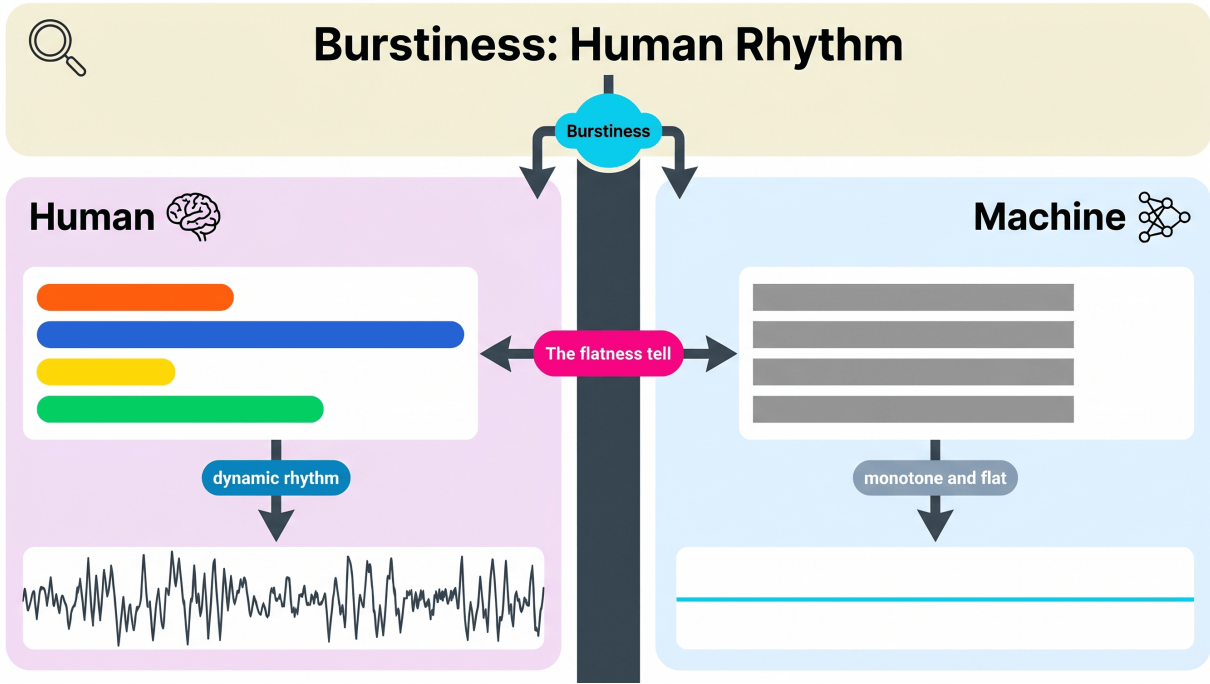 Burstiness: Human Rhythm
Burstiness
Human
Machine
The flatness tell
dynamic rhythm
monotone and flat